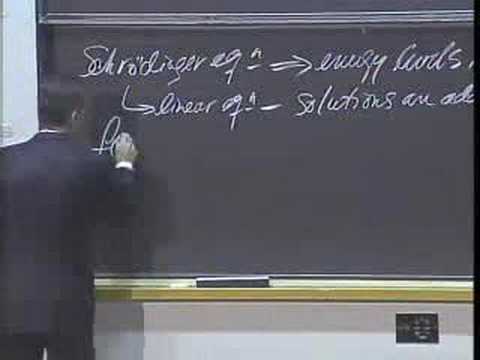 Schrödinger eqn ⇒ energy levels.
↳ linear eqn – solutions are